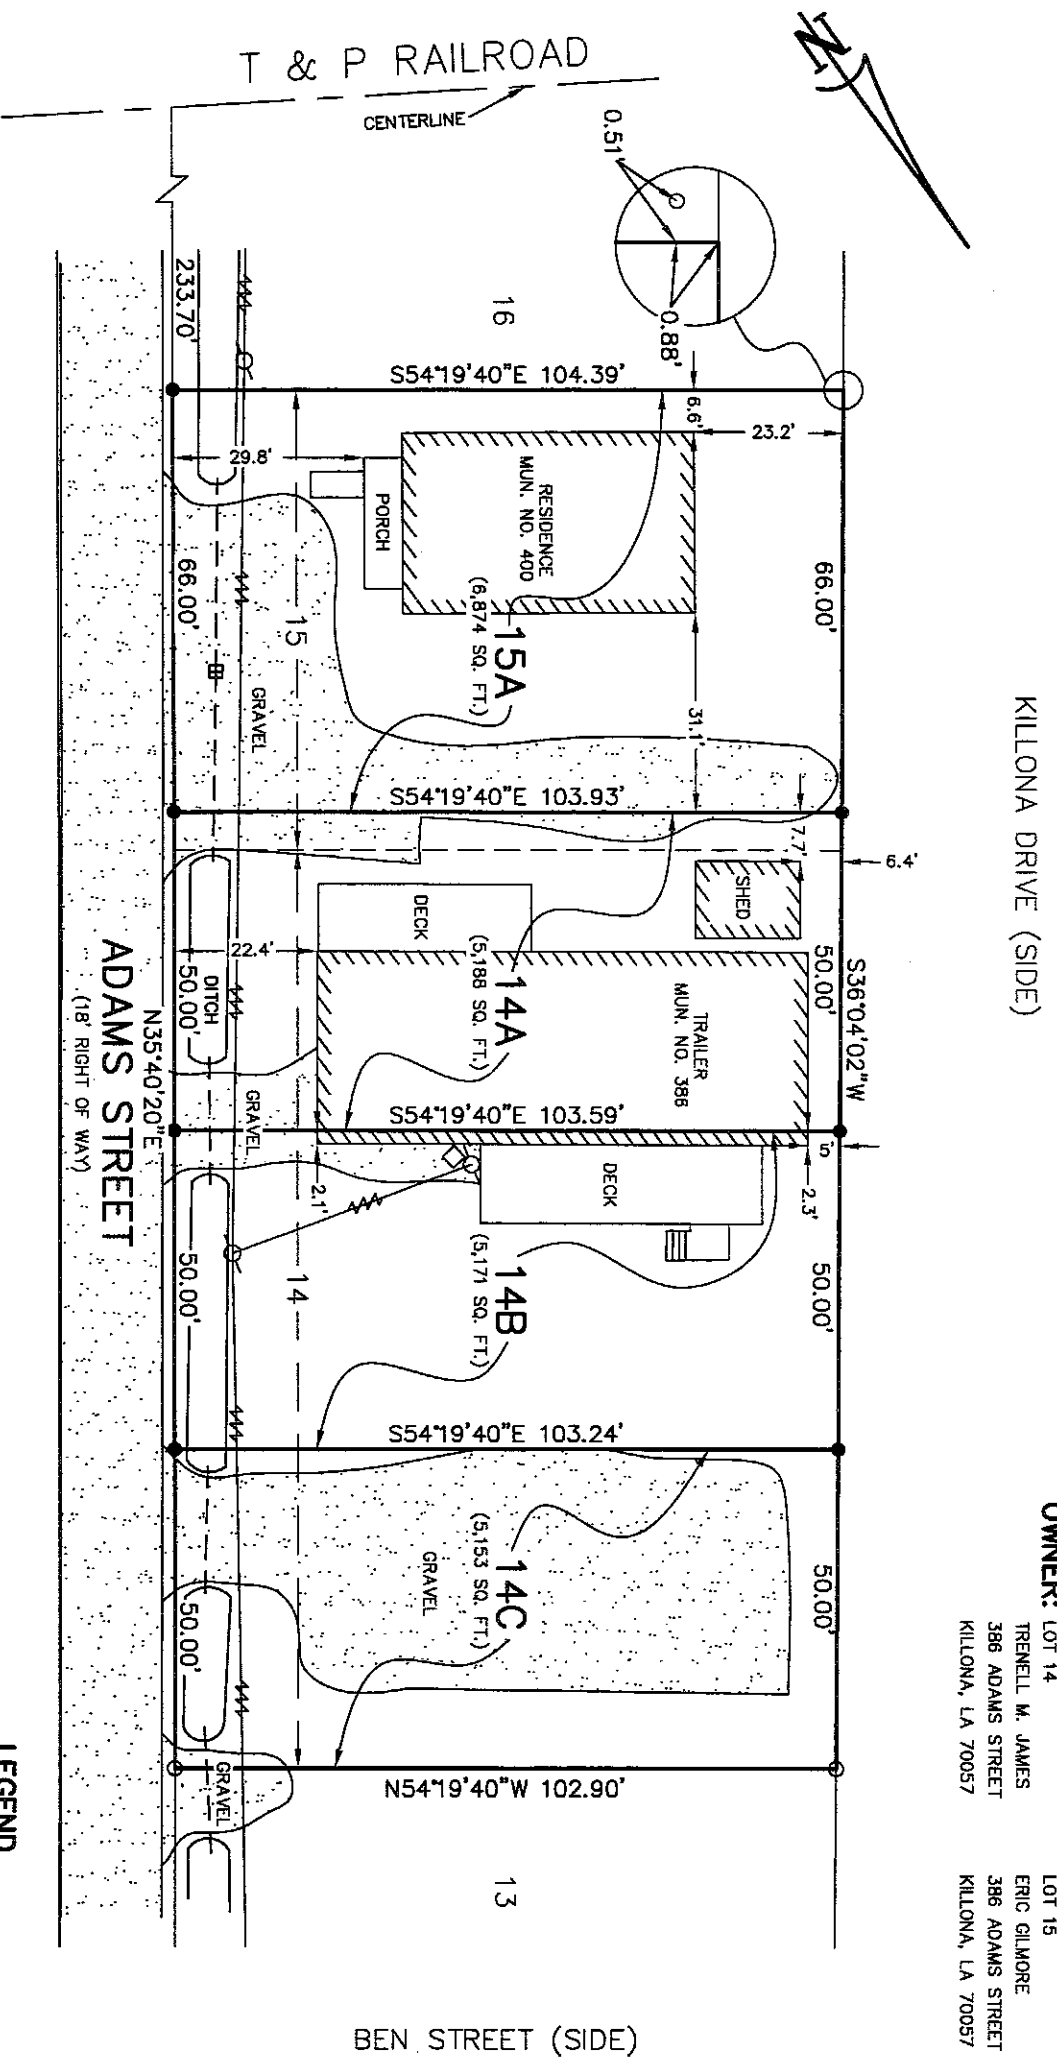 T & P RAILROAD
CENTERLINE
N
0.51'
0.88'
16
233.70'
S54°19'40"E 104.39'
6.6'
23.2'
29.8'
PORCH
RESIDENCE
MUN. NO. 400
66.00'
66.00'
15
15A
(6,874 SQ. FT.)
GRAVEL
31.1'
KILLONA DRIVE (SIDE)
S54°19'40"E 103.93'
7.7'
6.4'
SHED
DECK
22.4'
50.00'
S36°04'02"W
14A
(5,188 SQ. FT.)
TRAILER
MUN. NO. 386
DITCH
50.00'
N35°40'20"E
ADAMS STREET
(18' RIGHT OF WAY)
GRAVEL
S54°19'40"E 103.59'
5'
2.1'
2.3'
DECK
14B
(5,171 SQ. FT.)
50.00'
50.00'
14
S54°19'40"E 103.24'
14C
(5,153 SQ. FT.)
GRAVEL
50.00'
50.00'
GRAVEL
N54°19'40"W 102.90'
13
OWNER: LOT 14
TRENELL M. JAMES
386 ADAMS STREET
KILLONA, LA 70057
LOT 15
ERIC GILMORE
386 ADAMS STREET
KILLONA, LA 70057
BEN STREET (SIDE)
LEGEND